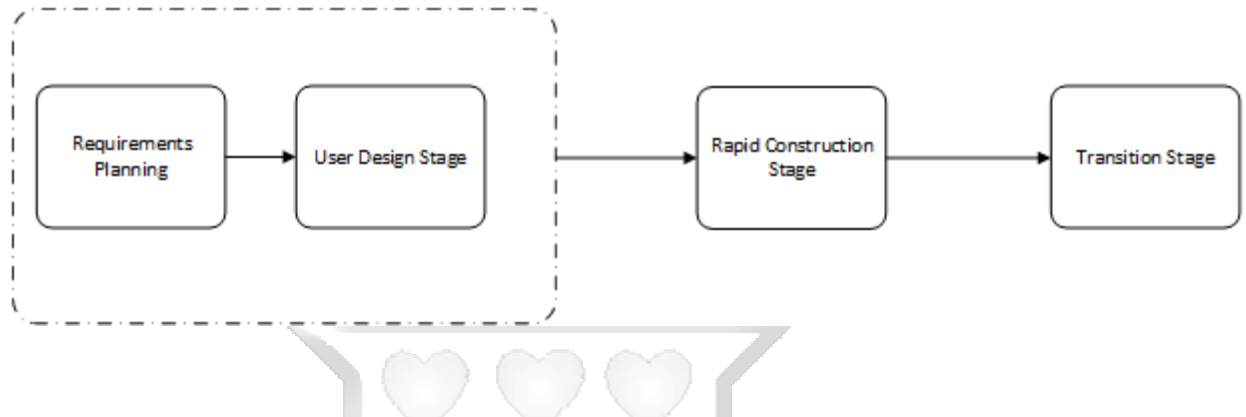 Requirements
Planning
User Design Stage
Rapid Construction
Stage
Transition Stage